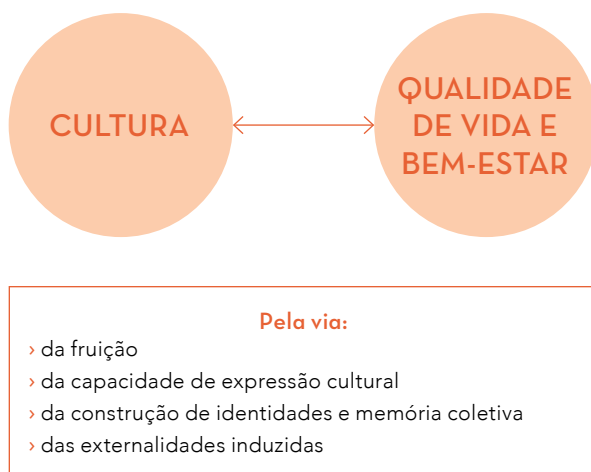 CULTURA
QUALIDADE
DE VIDA E
BEM-ESTAR
Pela via:
› da fruição
› da capacidade de expressão cultural
› da construção de identidades e memória coletiva
› das externalidades induzidas